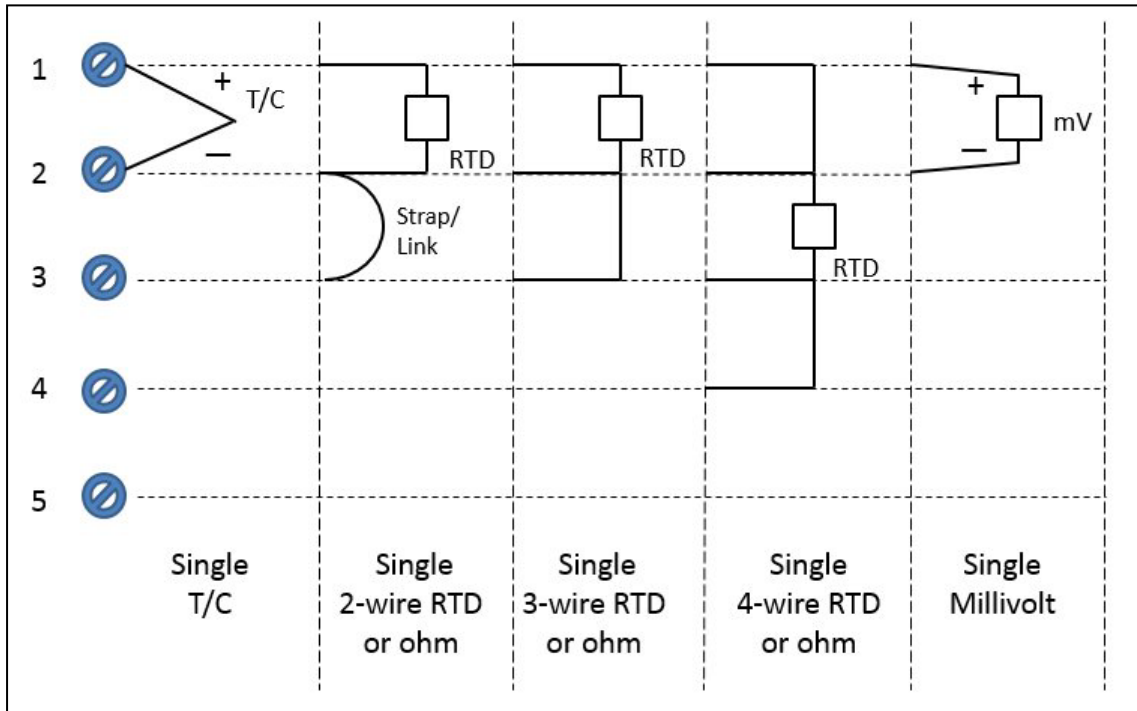 1
+
T/C
−
2
3
4
5
RTD
Strap/
Link
RTD
RTD
+
−
mV
Single
T/C
Single
2-wire RTD
or ohm
Single
3-wire RTD
or ohm
Single
4-wire RTD
or ohm
Single
Millivolt